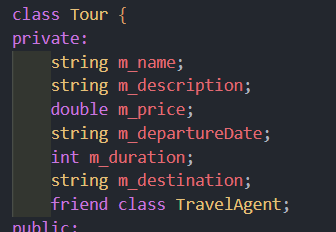 class Tour {
private:
    string m_name;
    string m_description;
    double m_price;
    string m_departureDate;
    int m_duration;
    string m_destination;
    friend class TravelAgent;
public: